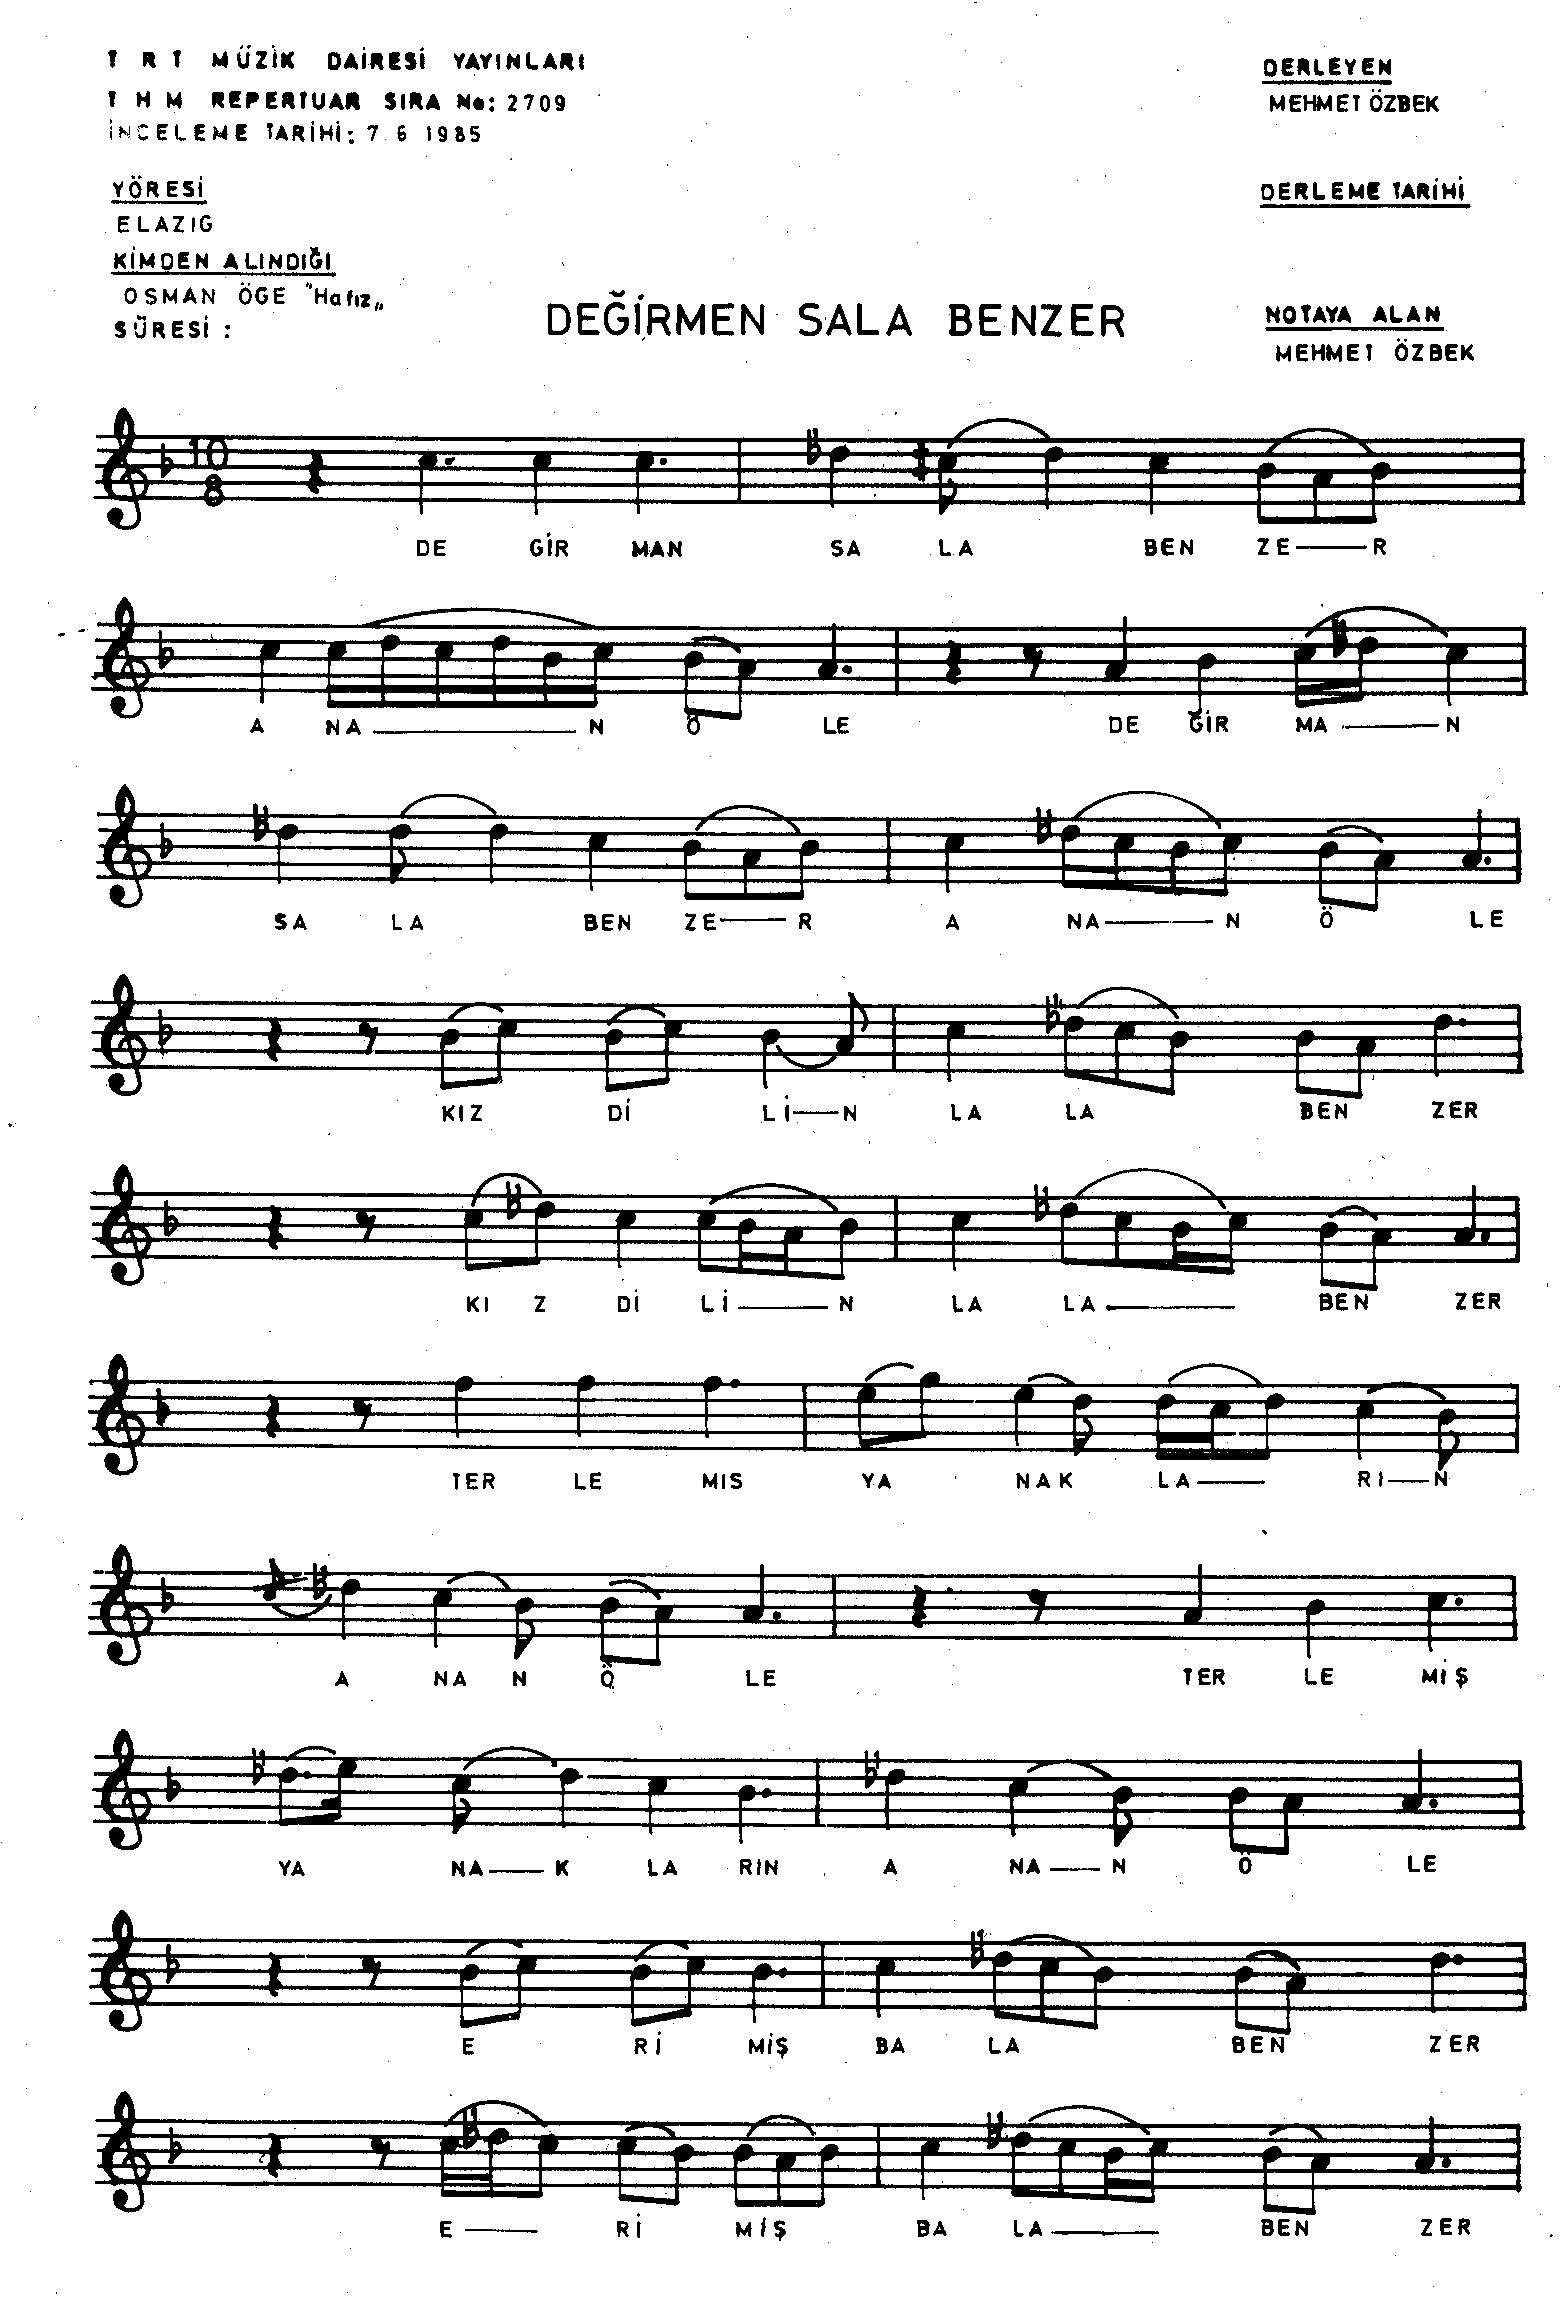 T R T MÜZİK DAİRESİ YAYINLARI
T H M REPERTUAR SIRA No: 2709
İNCELEME TARİHİ: 7 6 1985
YÖRESİ
ELAZIG
KİMDEN ALINDIĞI
OSMAN ÖGE "Hafız„
SÜRESİ :
DERLEYEN
MEHMET ÖZBEK
DERLEME TARİHİ
NOTAYA ALAN
MEHMET ÖZBEK
DEĞİRMEN SALA BENZER
10
8
DE GİR MAN SA LA BEN ZE—R
A NA—N Ö LE DE ĞİR MA—N
SA LA BEN ZE—R A NA—N Ö LE
KIZ Dİ Lİ—N LA LA BEN ZER
KI Z Dİ Lİ—N LA LA— BEN ZER
TER LE MIS YA NAK LA— RI—N
A NA N Ö LE TER LE MİŞ
YA NA—K LA RIN A NA—N Ö LE
E Rİ MİŞ BA LA BEN ZER
E— Rİ MİŞ BA LA— BEN ZER